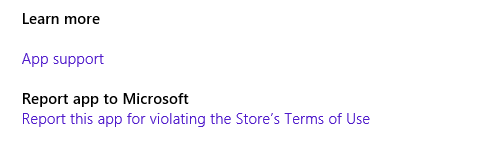 Learn more
App support
Report app to Microsoft
Report this app for violating the Store’s Terms of Use